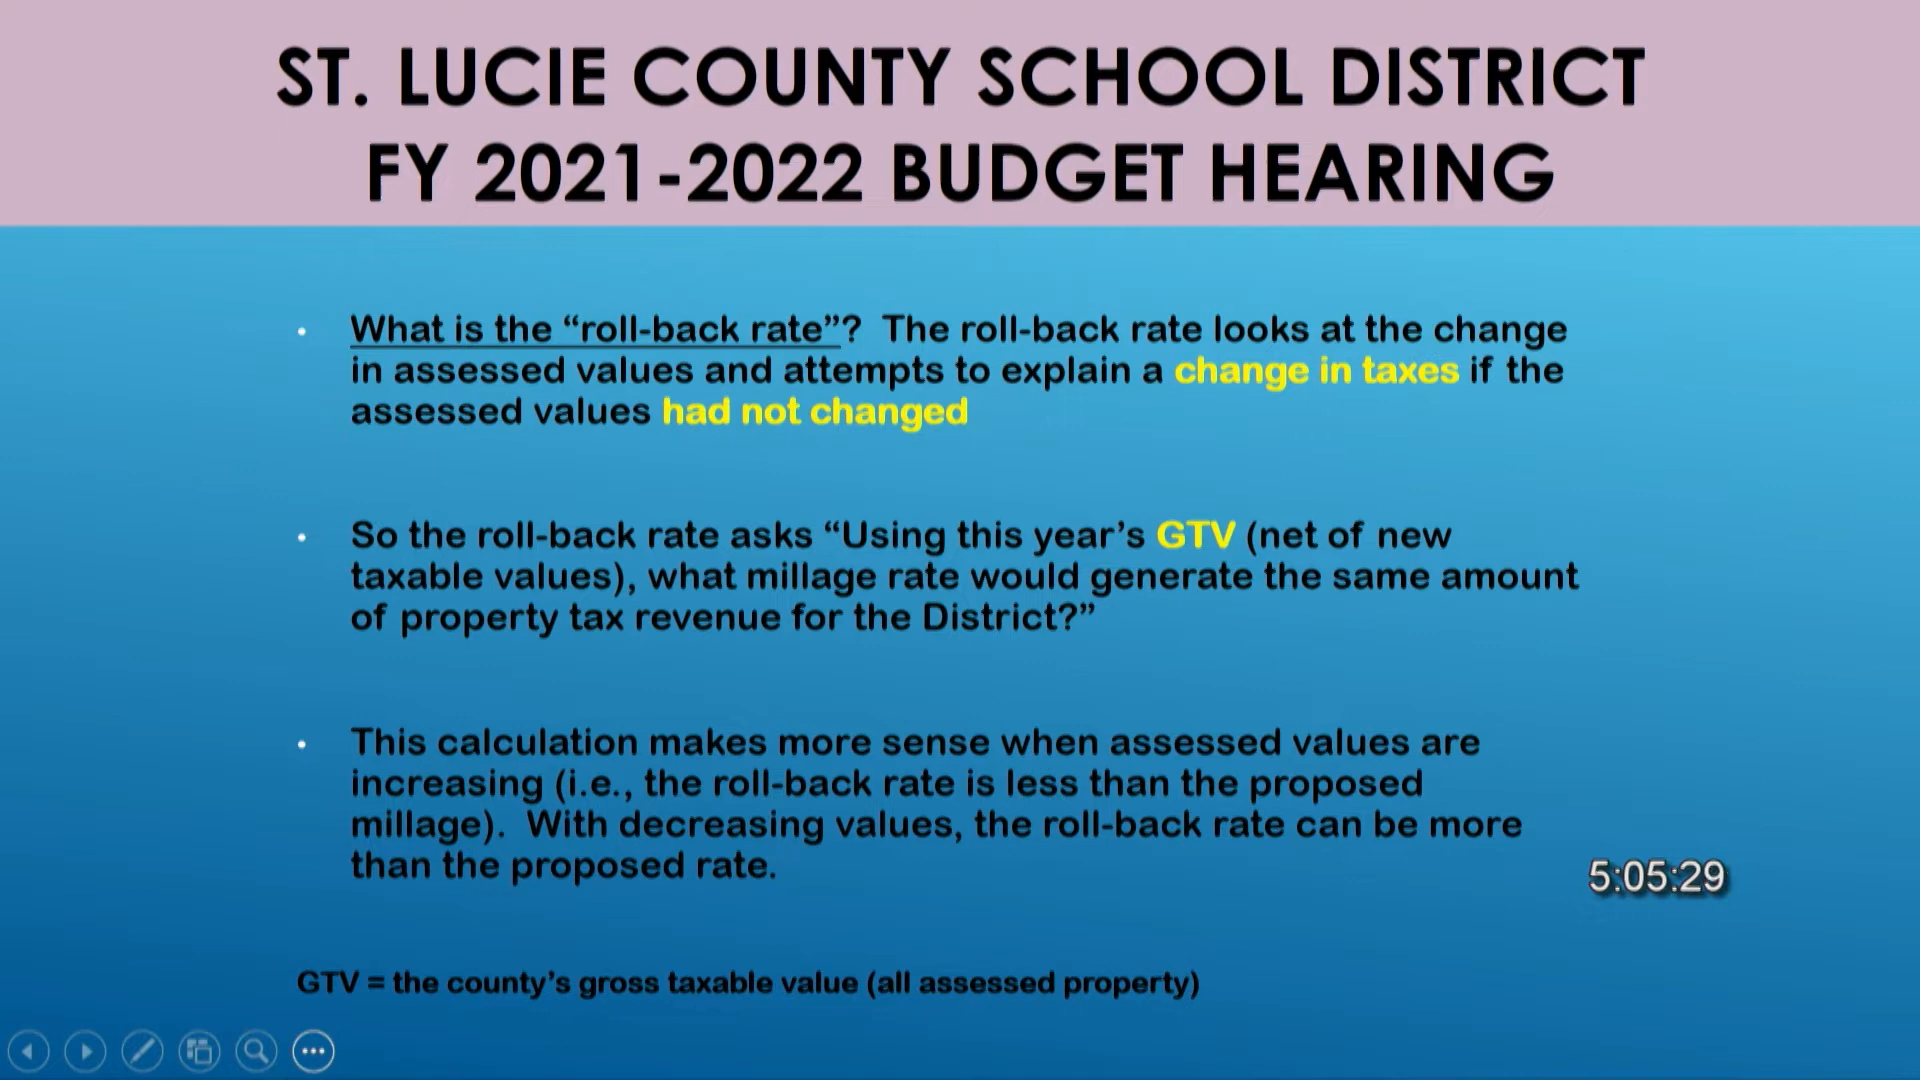 ST. LUCIE COUNTY SCHOOL DISTRICT
FY 2021-2022 BUDGET HEARING
• What is the “roll-back rate”?  The roll-back rate looks at the change
in assessed values and attempts to explain a change in taxes if the
assessed values had not changed
• So the roll-back rate asks “Using this year’s GTV (net of new
taxable values), what millage rate would generate the same amount
of property tax revenue for the District?”
• This calculation makes more sense when assessed values are
increasing (i.e., the roll-back rate is less than the proposed
millage).  With decreasing values, the roll-back rate can be more
than the proposed rate.
5:05:29
GTV = the county’s gross taxable value (all assessed property)